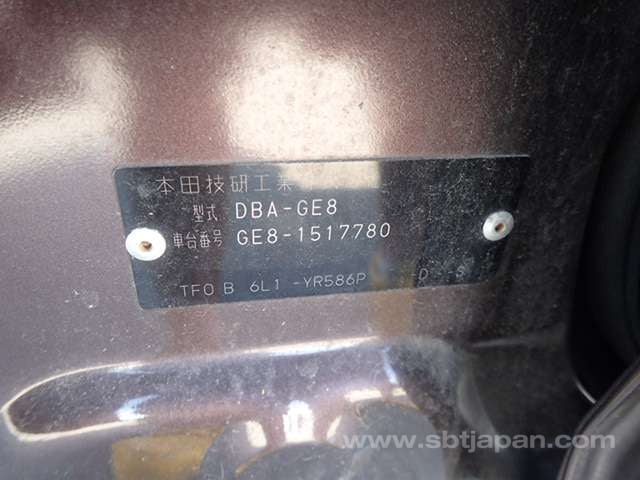 本田技研工業
型式 DBA-GE8
車台番号 GE8-1517780
TF0 B 6L1 -YR586P D S
www.sbtjapan.com